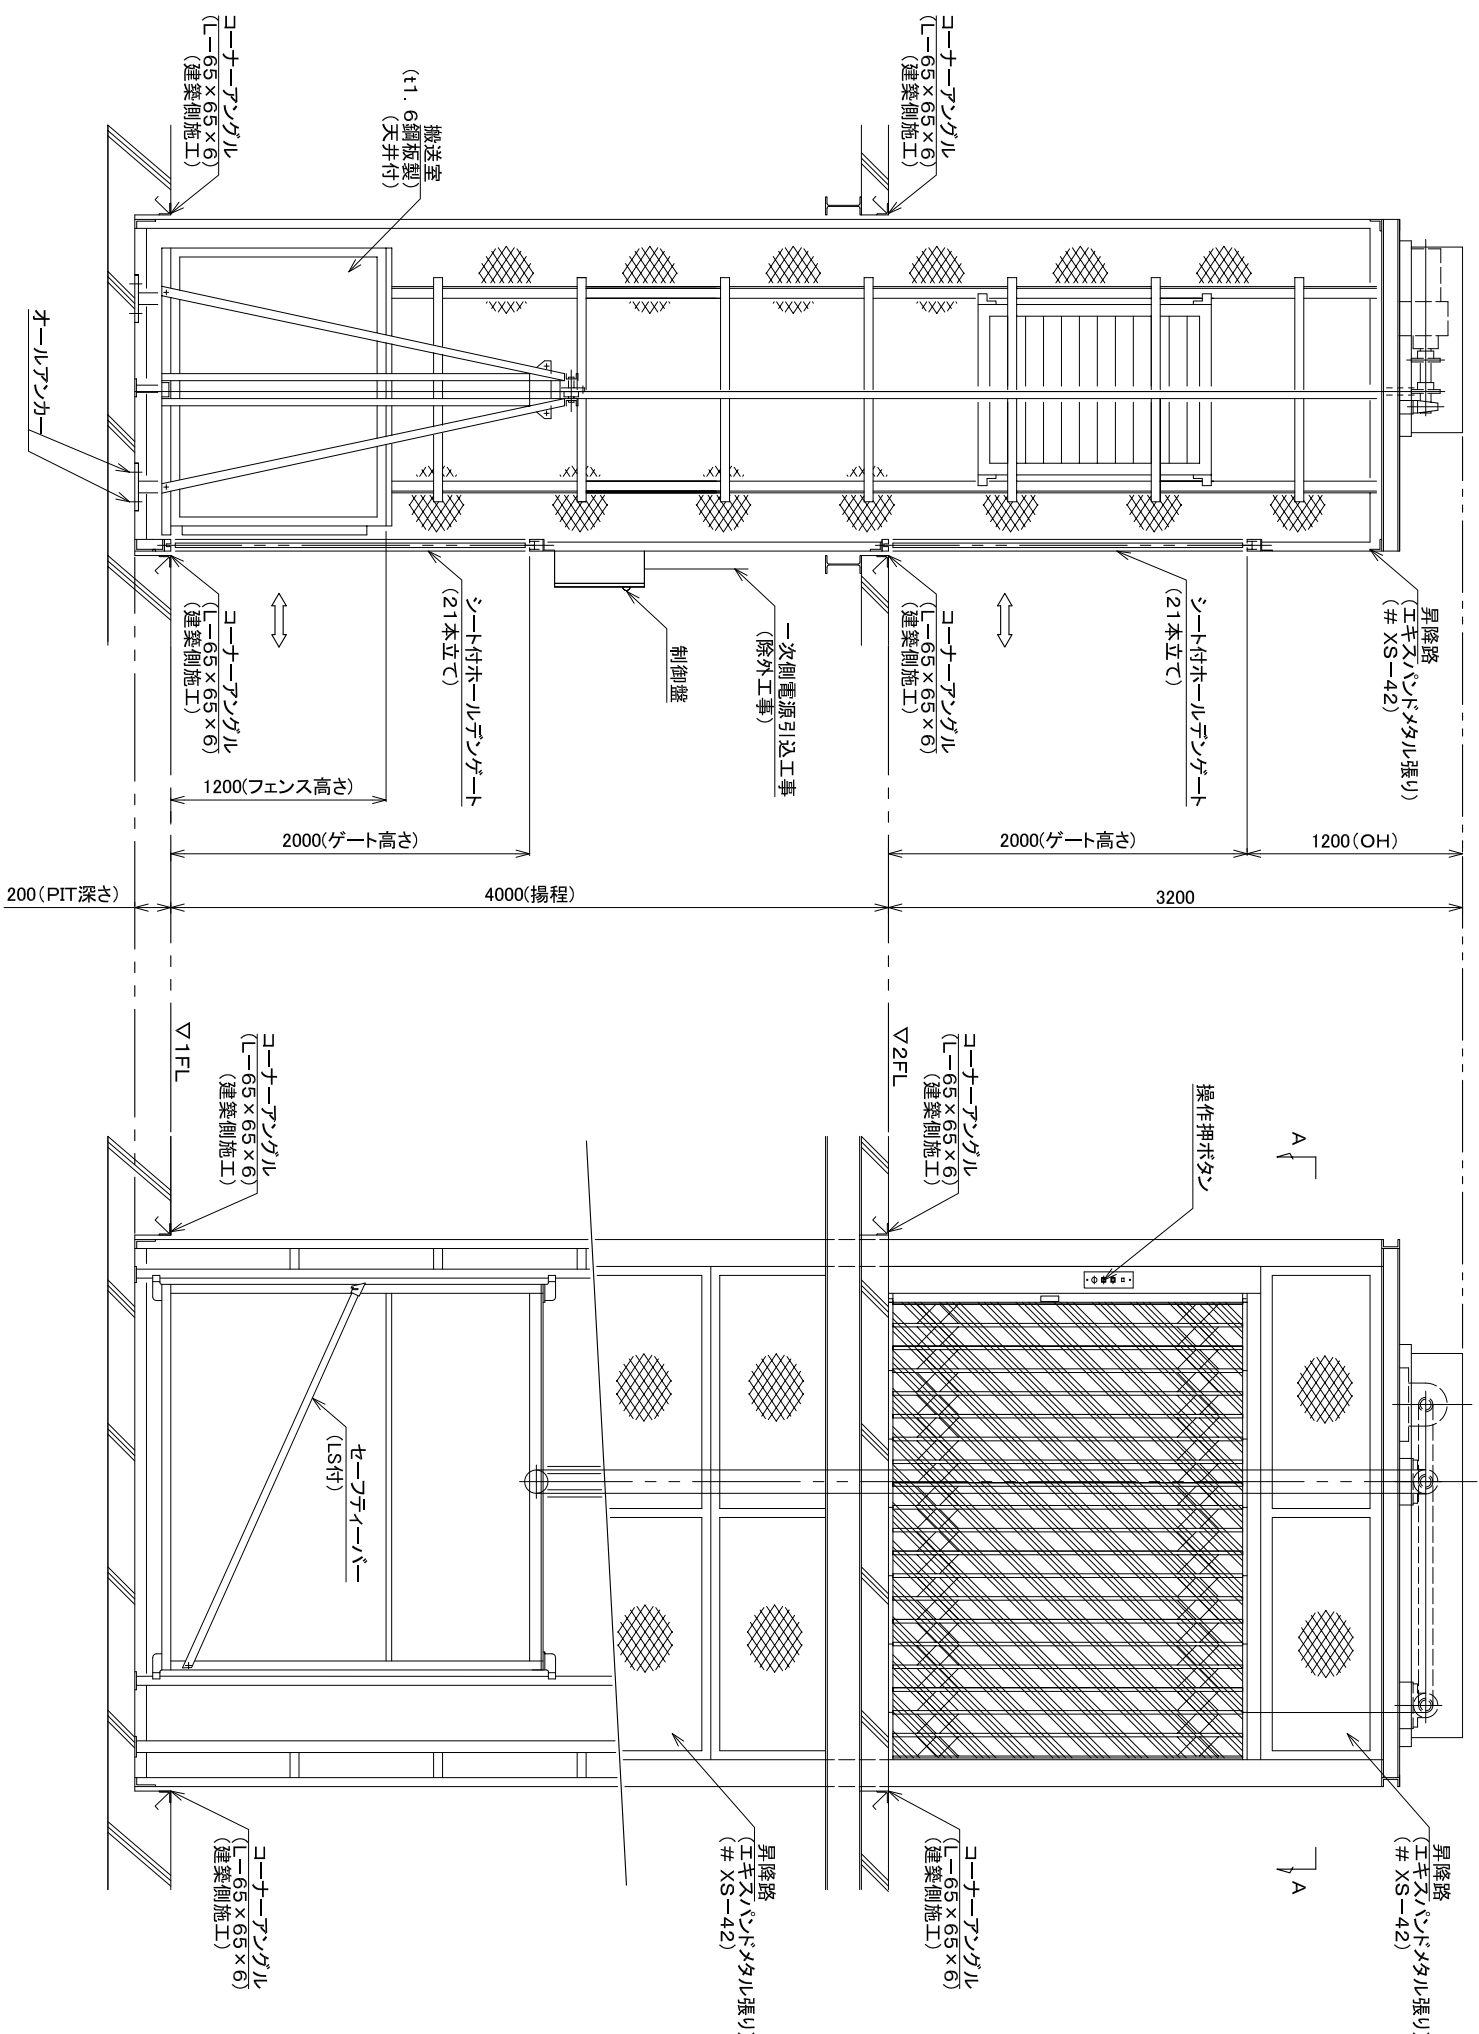 コーナーアングル
(L-65×65×6)
(建築側施工)
コーナーアングル
(L-65×65×6)
(建築側施工)
搬送室
(t1.6鋼板製)
(天井付)
オールアンカー
コーナーアングル
(L-65×65×6)
(建築側施工)
シート付ホールデンゲート
(21本立て)
制御盤
一次側電源引込工事
(除外工事)
コーナーアングル
(L-65×65×6)
(建築側施工)
シート付ホールデンゲート
(21本立て)
昇降路
(エキスパンドメタル張り)
(# XS-42)
1200(フェンス高さ)
2000(ゲート高さ)
2000(ゲート高さ)
1200(OH)
200(PIT深さ)
4000(揚程)
3200
▽1FL
▽2FL
コーナーアングル
(L-65×65×6)
(建築側施工)
コーナーアングル
(L-65×65×6)
(建築側施工)
操作押ボタン
A
セーフティーバー
(LS付)
A
コーナーアングル
(L-65×65×6)
(建築側施工)
昇降路
(エキスパンドメタル張り)
(# XS-42)
コーナーアングル
(L-65×65×6)
(建築側施工)
昇降路
(エキスパンドメタル張り)
(# XS-42)